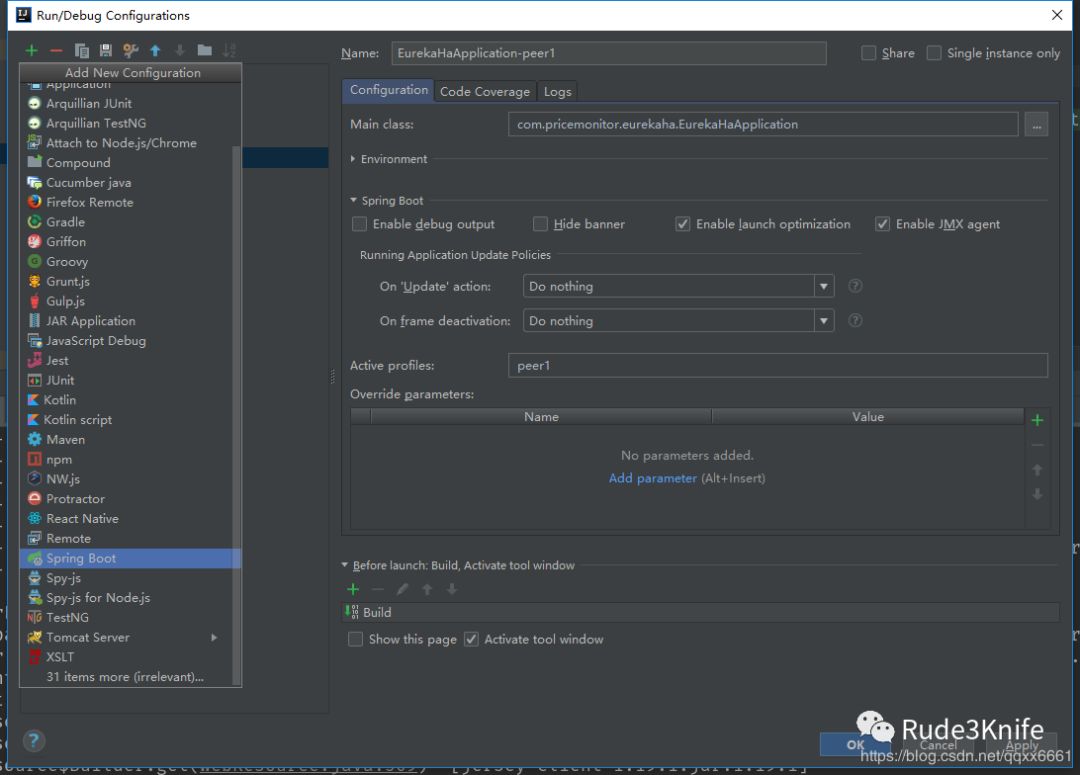 Run/Debug Configurations
Add New Configuration
Application
Arquillian JUnit
Arquillian TestNG
Attach to Node.js/Chrome
Compound
Cucumber java
Firefox Remote
Gradle
Griffon
Groovy
Grunt.js
Gulp.js
JAR Application
JavaScript Debug
Jest
JUnit
Kotlin
Kotlin script
Maven
npm
NW.js
Protractor
React Native
Remote
Spring Boot
Spy-js
Spy-js for Node.js
TestNG
Tomcat Server
XSLT
31 items more (irrelevant)...
Name: EurekaHaApplication-peer1 Share Single instance only
Configuration Code Coverage Logs
Main class: com.pricemonitor.eurekaha.EurekaHaApplication ...
Environment
Spring Boot
Enable debug output Hide banner Enable launch optimization Enable JMX agent
Running Application Update Policies
On 'Update' action: Do nothing ?
On frame deactivation: Do nothing ?
Active profiles: peer1
Override parameters:
Name Value
No parameters added.
Add parameter (Alt+Insert)
Before launch: Build, Activate tool window
Build
Show this page Activate tool window
Rude3Knife
? OK Cancel Apply
https://blog.csdn.net/qqxx6661